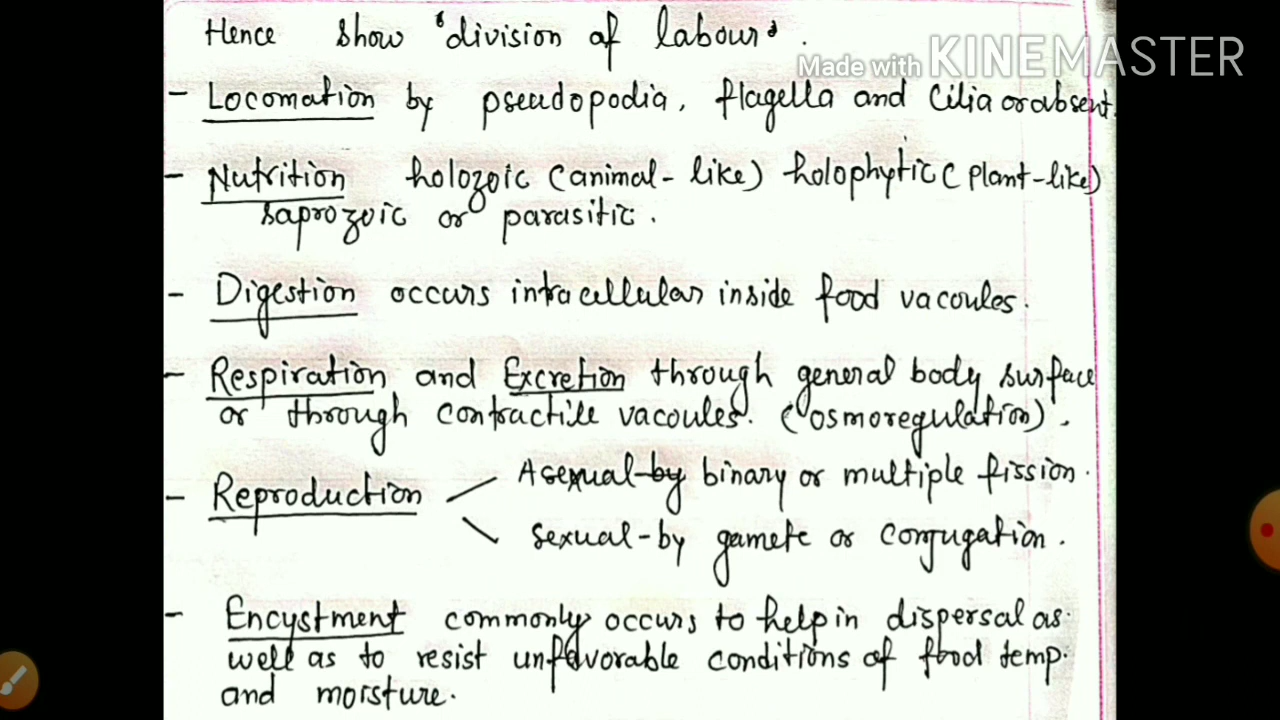 Hence show 'division of labour'.
Made with KINEMASTER
- Locomation by pseudopodia, flagella and cilia or absent.
- Nutrition holozoic (animal-like) holophytic (plant-like)
saprozoic or parasitic.
- Digestion occurs intracellular inside food vacoules.
- Respiration and Excretion through general body surface
or through contractile vacoules. (osmoregulation).
- Reproduction
Asexual-by binary or multiple fission.
sexual-by gamete or conjugation.
- Encystment commonly occurs to help in dispersal as
well as to resist unfavorable conditions of food temp.
and moisture.